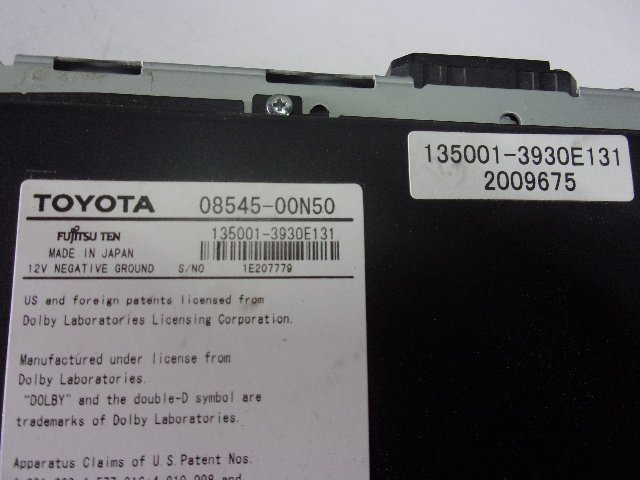 135001-3930E131
2009675
TOYOTA 08545-00N50
FUJITSU TEN 135001-3930E131
MADE IN JAPAN
12V NEGATIVE GROUND S/NO. 1E207779
US and foreign patents licensed from
Dolby Laboratories Licensing Corporation.
Manufactured under license from
Dolby Laboratories.
"DOLBY" and the double-D symbol are
trademarks of Dolby Laboratories.
Apparatus Claims of U.S. Patent Nos.